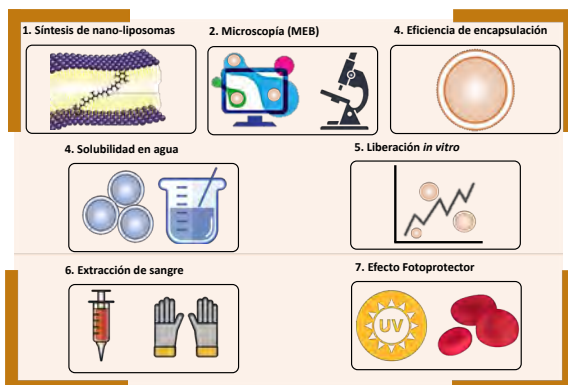 1. Síntesis de nano-liposomas
2. Microscopía (MEB)
4. Eficiencia de encapsulación
4. Solubilidad en agua
5. Liberación in vitro
6. Extracción de sangre
7. Efecto Fotoprotector
UV